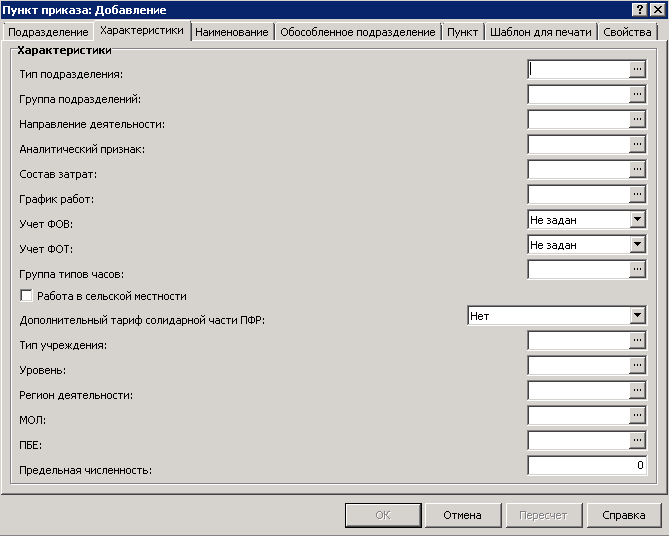 Пункт приказа: Добавление
Подразделение Характеристики Наименование Обособленное подразделение Пункт Шаблон для печати Свойства
Характеристики
Тип подразделения:
Группа подразделений:
Направление деятельности:
Аналитический признак:
Состав затрат:
График работ:
Учет ФОВ: Не задан
Учет ФОТ: Не задан
Группа типов часов:
Работа в сельской местности
Дополнительный тариф солидарной части ПФР: Нет
Тип учреждения:
Уровень:
Регион деятельности:
МОЛ:
ПБЕ:
Предельная численность: 0
ОК Отмена Пересчет Справка